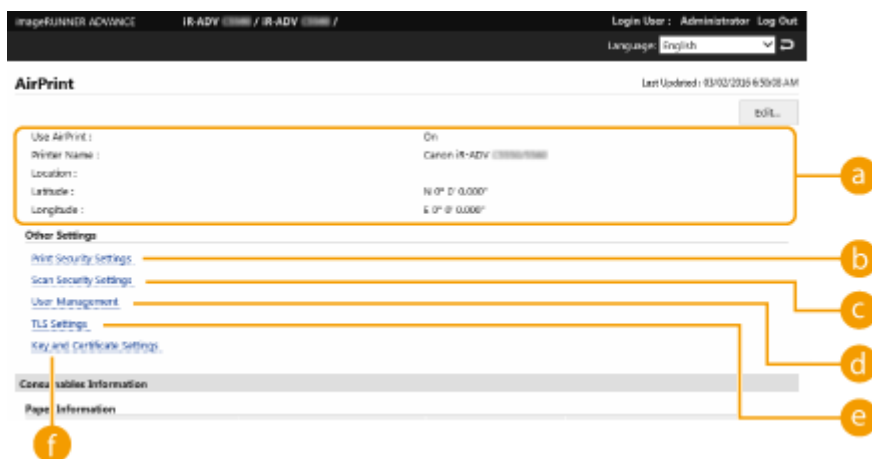 imageRUNNER ADVANCE iR-ADV / iR-ADV / Login User : Administrator Log Out
Language: English
AirPrint Last Updated : 03/02/2016 6:50:08 AM
Edit...
Use AirPrint : On
Printer Name : Canon iR-ADV
Location :
Latitude : N 0° 0' 0.000"
Longitude : E 0° 0' 0.000"
a
Other Settings
Print Security Settings b
Scan Security Settings c
User Management d
TLS Settings e
Key and Certificate Settings f
Consumables Information
Paper Information